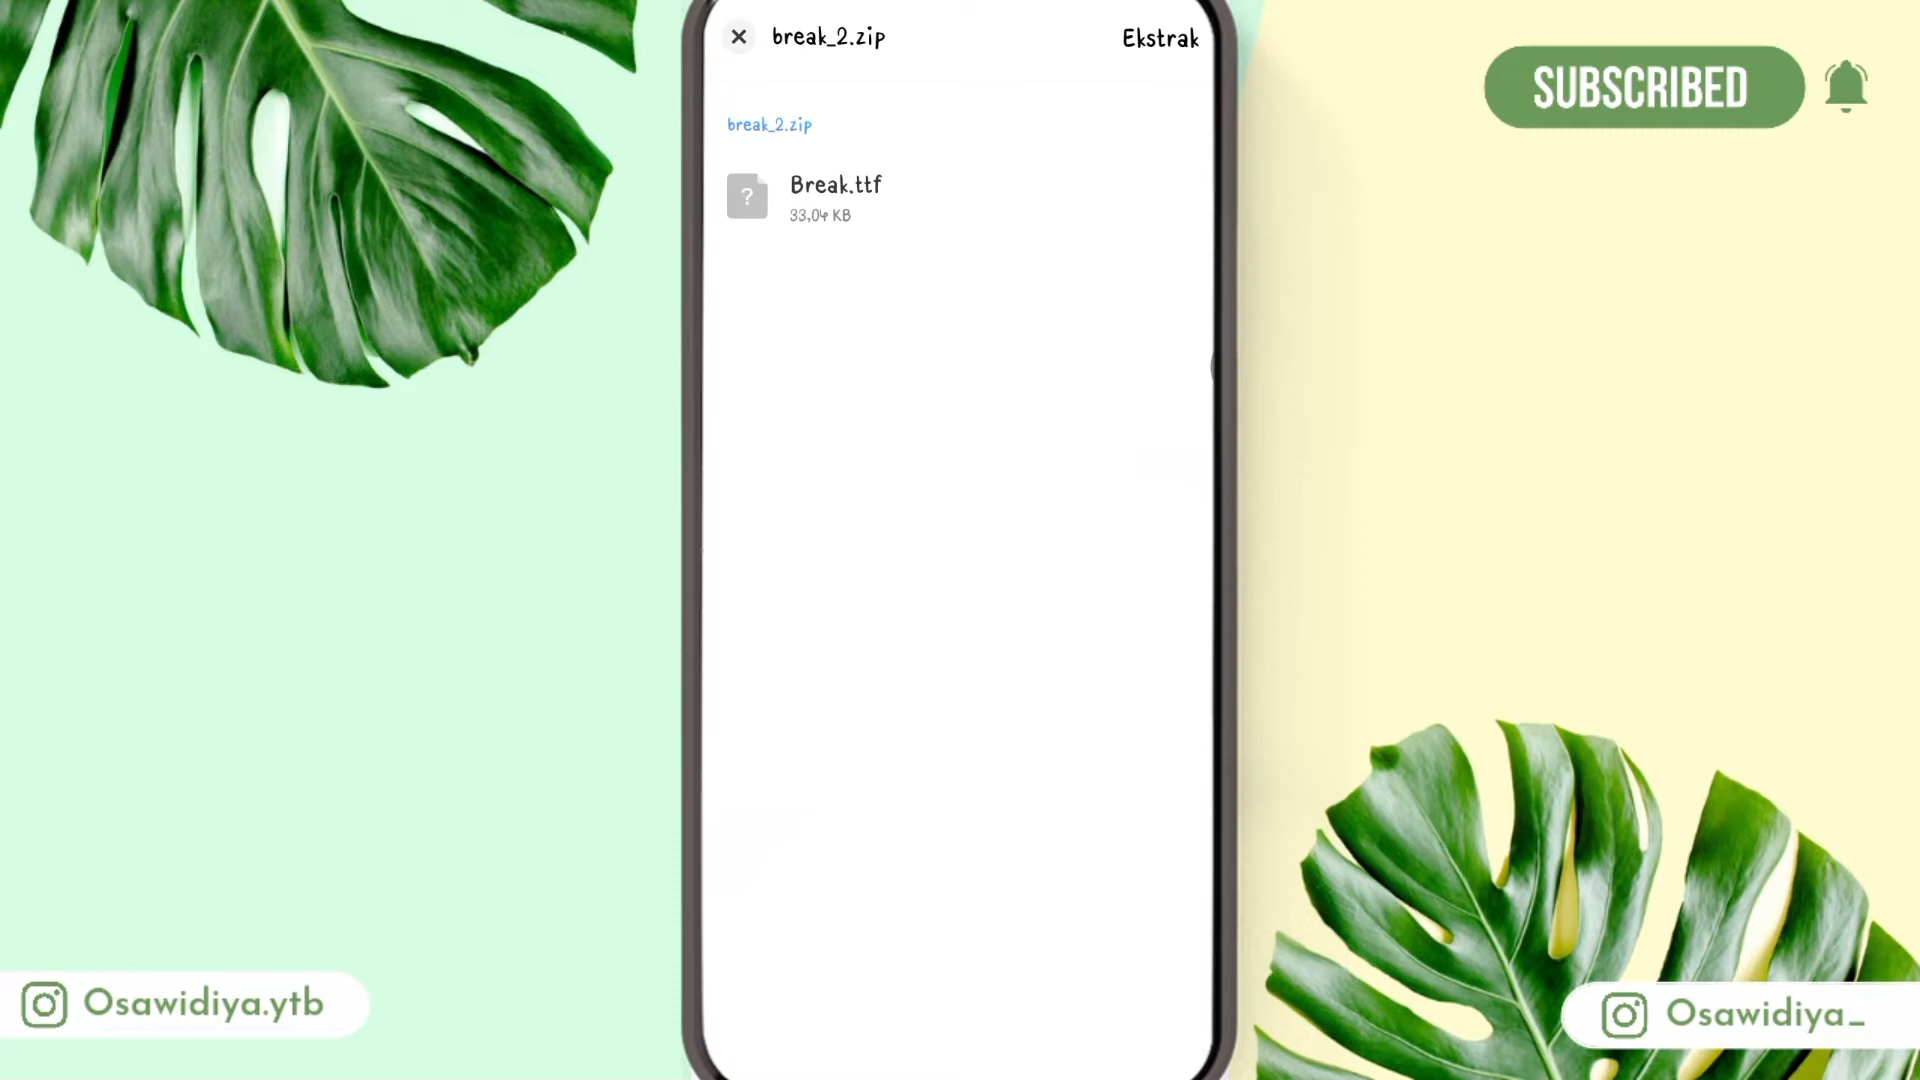 break_2.zip
Ekstrak
SUBSCRIBED
break_2.zip
Break.ttf
?
33,04 KB
Osawidiya.ytb
Osawidiya_